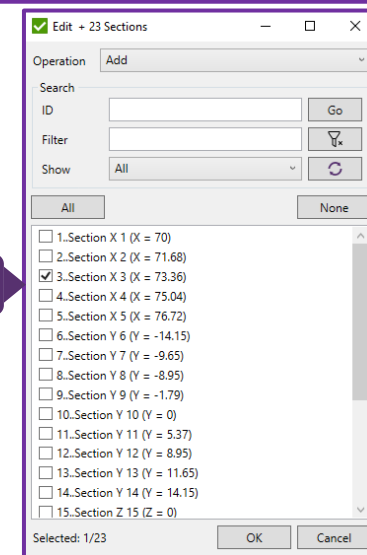 Edit + 23 Sections
Operation Add
Search
ID Go
Filter
Show All
All None
1..Section X 1 (X = 70)
2..Section X 2 (X = 71.68)
3..Section X 3 (X = 73.36)
4..Section X 4 (X = 75.04)
5..Section X 5 (X = 76.72)
6..Section Y 6 (Y = -14.15)
7..Section Y 7 (Y = -9.65)
8..Section Y 8 (Y = -8.95)
9..Section Y 9 (Y = -1.79)
10..Section Y 10 (Y = 0)
11..Section Y 11 (Y = 5.37)
12..Section Y 12 (Y = 8.95)
13..Section Y 13 (Y = 11.65)
14..Section Y 14 (Y = 14.15)
15..Section Z 15 (Z = 0)
Selected: 1/23 OK Cancel